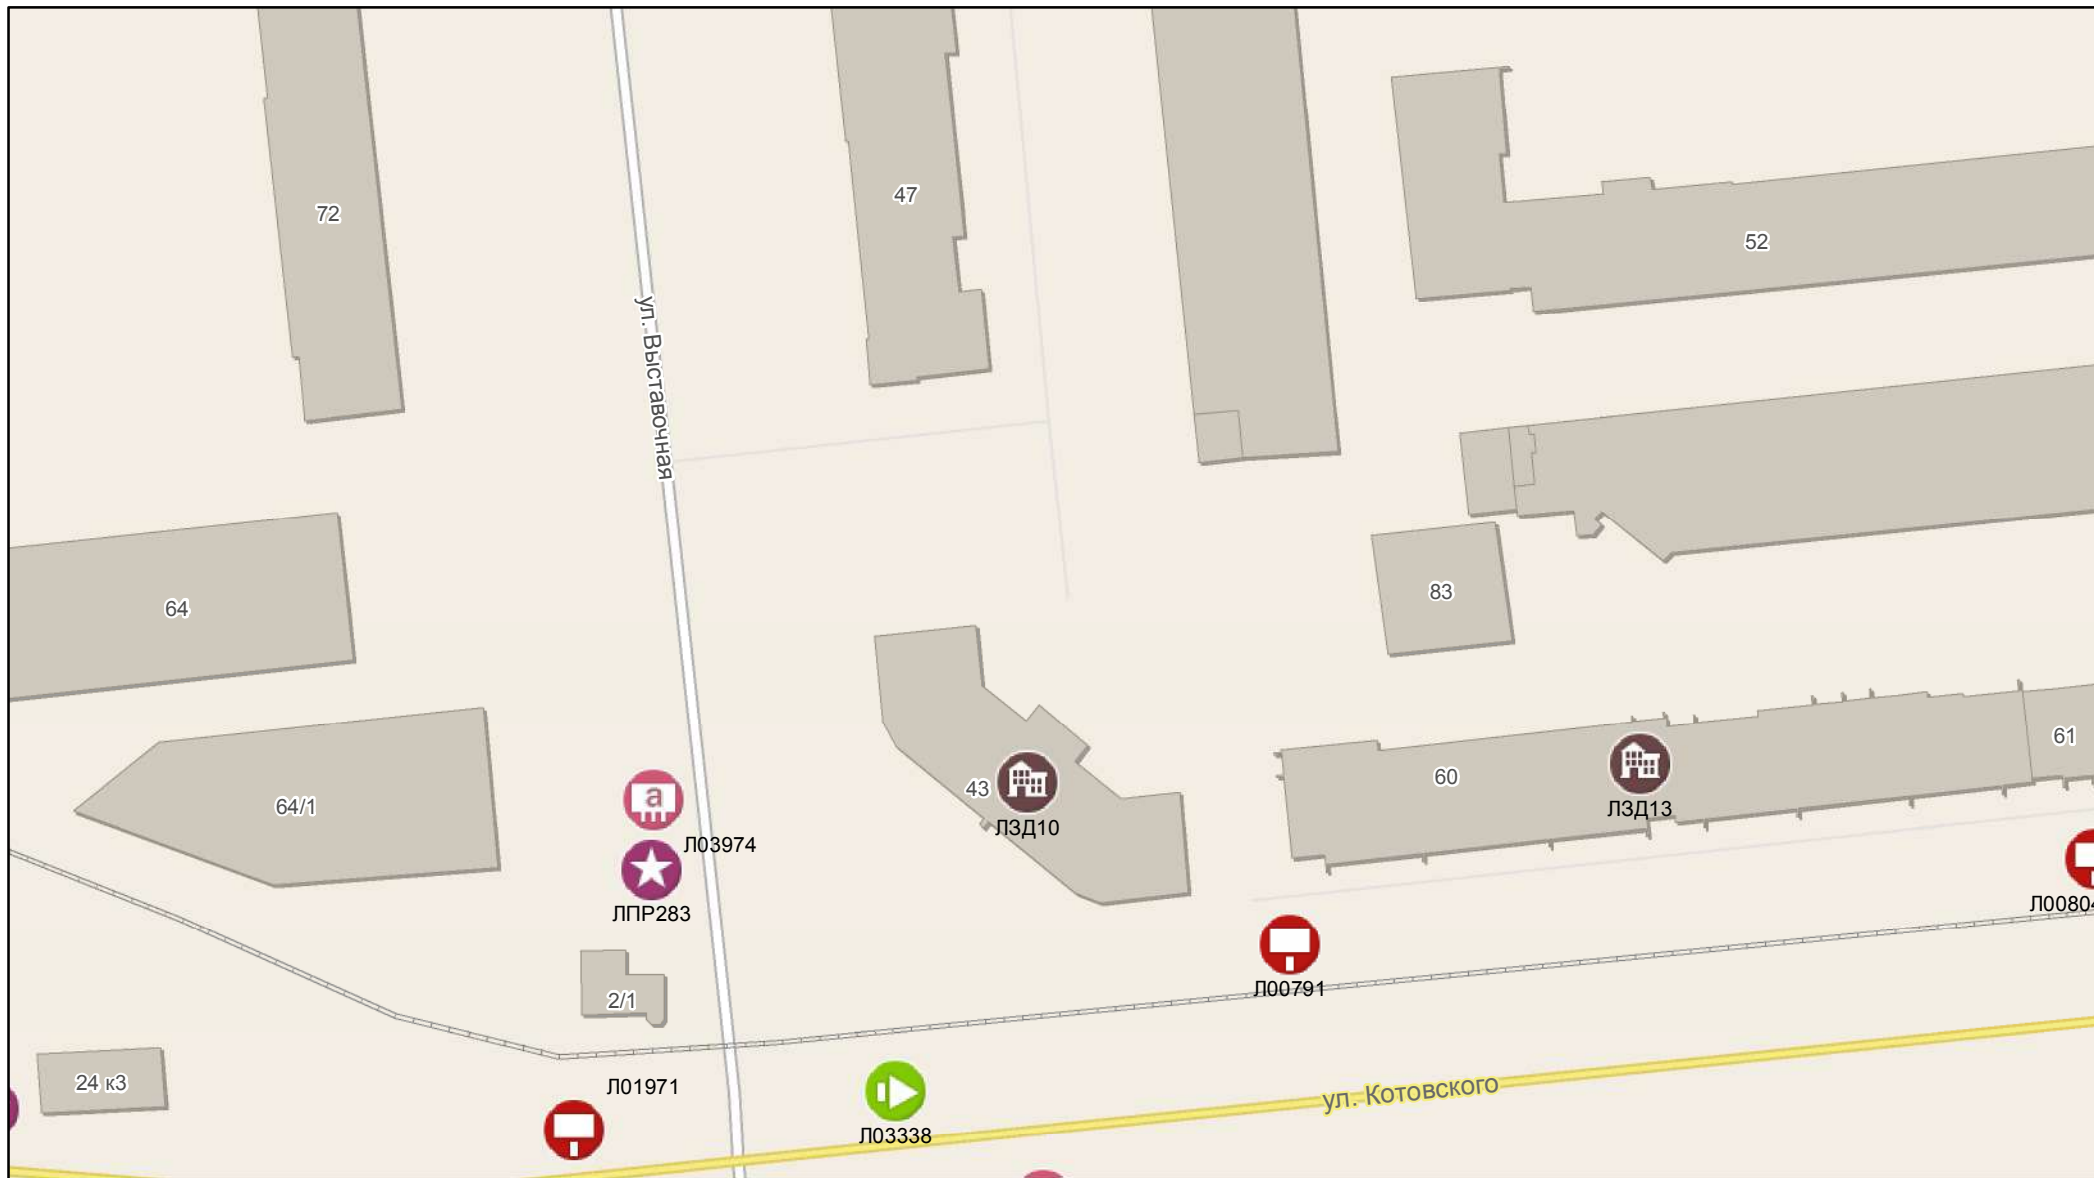 72
47
52
ул. Выставочная
64
83
61
60
43
64/1
а
ЛЗД10
ЛЗД13
Л03974
ЛПР283
Л00804
Л00791
2/1
24 к3
Л01971
ул. Котовского
Л03338